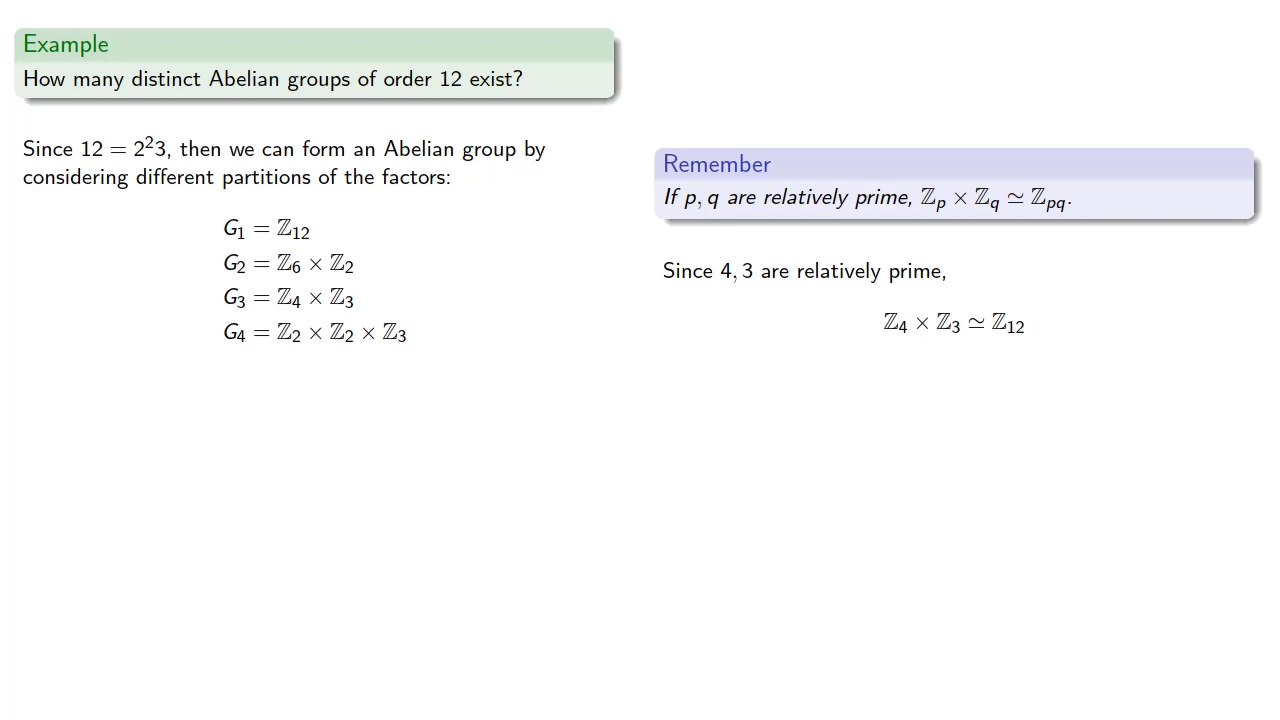 Example
How many distinct Abelian groups of order 12 exist?
Since 12 = 2²3, then we can form an Abelian group by
considering different partitions of the factors:
G₁ = ℤ₁₂
G₂ = ℤ₆ × ℤ₂
G₃ = ℤ₄ × ℤ₃
G₄ = ℤ₂ × ℤ₂ × ℤ₃
Remember
If p, q are relatively prime, ℤₚ × ℤ_q ≃ ℤ_pq.
Since 4, 3 are relatively prime,
ℤ₄ × ℤ₃ ≃ ℤ₁₂